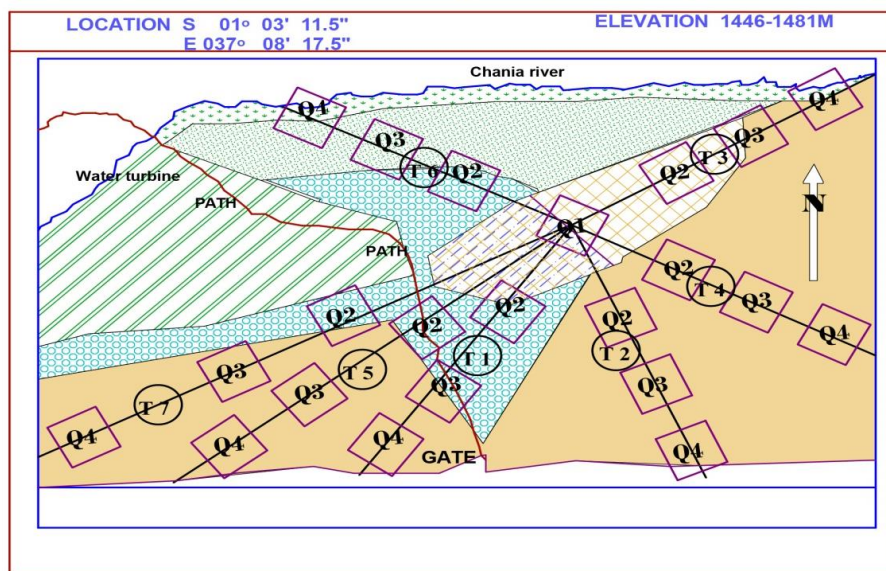 LOCATION S 01º 03' 11.5" ELEVATION 1446-1481M
E 037º 08' 17.5"
Chania river
Q4
Q4
Q3
Q3
T 3
T 6
Q2
Q2
Water turbine
PATH
N
Q1
PATH
Q2
T 4
Q3
Q2
Q2
Q2
Q2
Q4
T 2
T 1
T 5
Q3
Q3
Q3
Q3
T 7
Q4
Q4
Q4
Q4
GATE
Q4